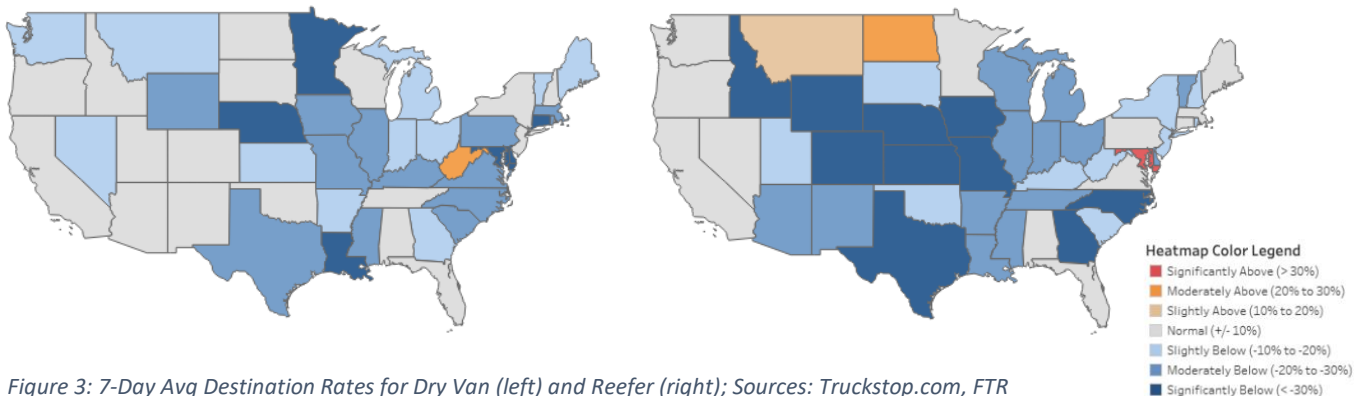 Heatmap Color Legend
Significantly Above (> 30%)
Moderately Above (20% to 30%)
Slightly Above (10% to 20%)
Normal (+/- 10%)
Slightly Below (-10% to -20%)
Moderately Below (-20% to -30%)
Significantly Below (< -30%)
Figure 3: 7-Day Avg Destination Rates for Dry Van (left) and Reefer (right); Sources: Truckstop.com, FTR